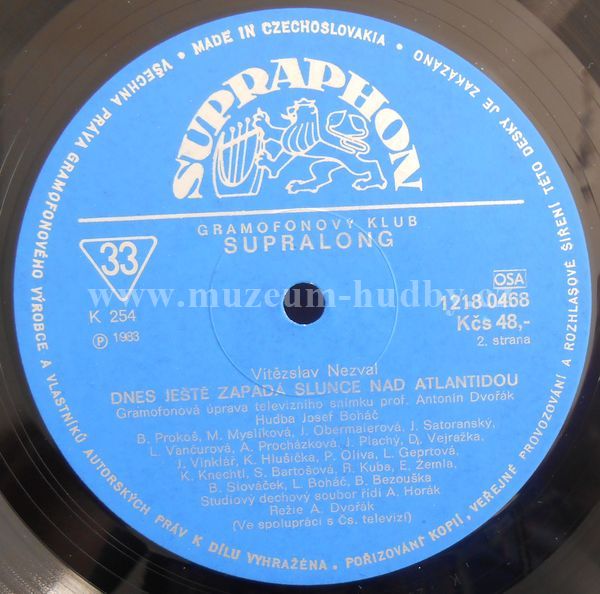 VŠECHNA PRÁVA GRAMOFONOVÉHO VÝROBCE A VLASTNÍKŮ AUTORSKÝCH PRÁV K DÍLU VYHRAŽENA. POŘIZOVÁNÍ KOPIÍ, VEŘEJNÉ PROVOZOVÁNÍ A ROZHLASOVÉ ŠÍŘENÍ TÉTO DESKY JE ZAKÁZÁNO • MADE IN CZECHOSLOVAKIA •
SUPRAPHON
GRAMOFONOVÝ KLUB
SUPRALONG
33
K 254
Ⓟ 1983
OSA
1218 0468
Kčs 48,-
2. strana
www.muzeum-hudby.
Vítězslav Nezval
DNES JEŠTĚ ZAPADÁ SLUNCE NAD ATLANTIDOU
Gramofonová úprava televizního snímku prof. Antonín Dvořák
Hudba Josef Boháč
B. Prokoš, M. Myslíková, J. Obermaierová, J. Satoranský,
L. Vančurová, A. Procházková, J. Plachý, D. Vejražka,
J. Vinklář, K. Hlušička, P. Oliva, L. Geprtová,
K. Knechtl, S. Bartošová, R. Kuba, E. Žemla,
B. Slováček, L. Boháč, B. Bezouška
Studiový dechový soubor řídí A. Horák
Režie A. Dvořák
(Ve spolupráci s Čs. televizí)